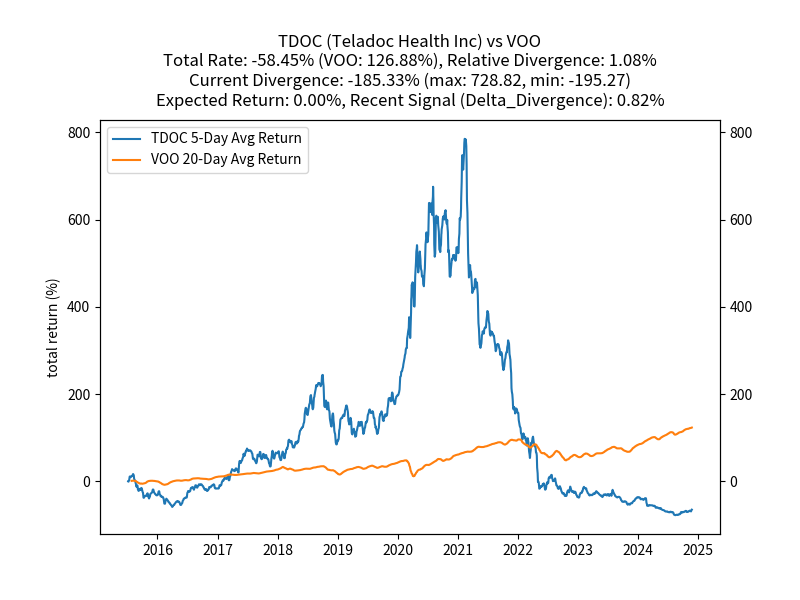 TDOC (Teladoc Health Inc) vs VOO
Total Rate: -58.45% (VOO: 126.88%), Relative Divergence: 1.08%
Current Divergence: -185.33% (max: 728.82, min: -195.27)
Expected Return: 0.00%, Recent Signal (Delta_Divergence): 0.82%
TDOC 5-Day Avg Return
VOO 20-Day Avg Return
total return (%)
800
600
400
200
0
800
600
400
200
0
2016 2017 2018 2019 2020 2021 2022 2023 2024 2025